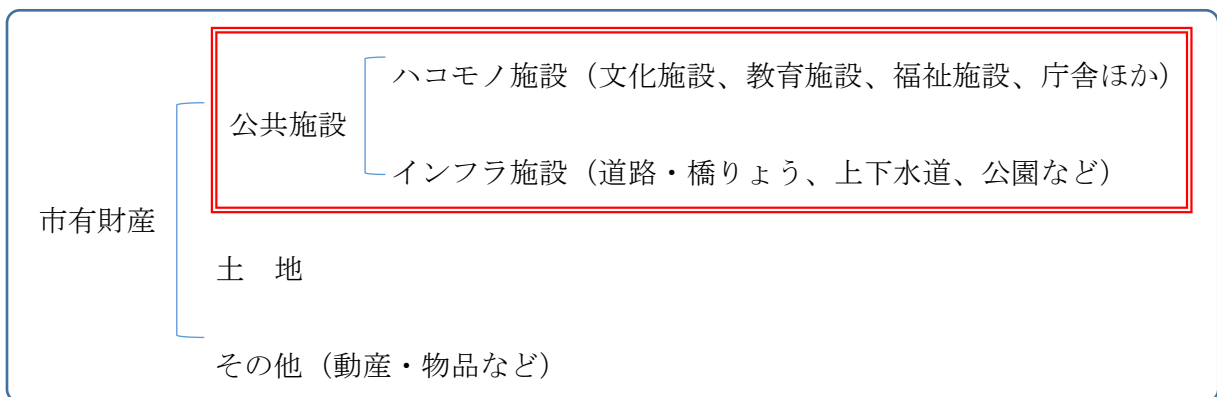 ハコモノ施設（文化施設、教育施設、福祉施設、庁舎ほか）
公共施設
インフラ施設（道路・橋りょう、上下水道、公園など）
市有財産
土　地
その他（動産・物品など）